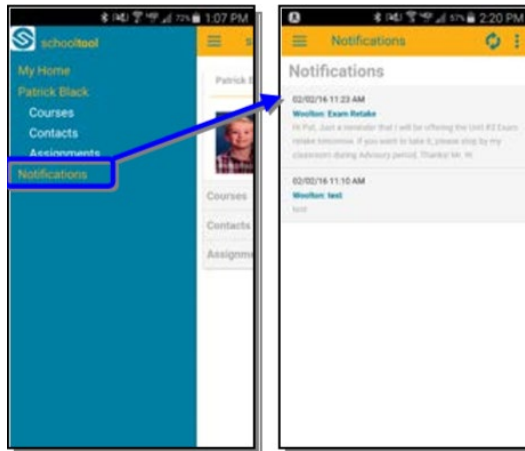 72% 1:07 PM
schooltool
My Home
Patrick Black
Courses
Contacts
Assignments
Notifications
s
Patrick B
Courses
Contacts
Assignme
57% 2:20 PM
Notifications
Notifications
02/02/16 11:23 AM
Woolton: Exam Retake
Hi Pat, Just a reminder that I will be offering the Unit #2 Exam
retake tomorrow. If you want to take it, please stop by my
classroom during Advisory period. Thanks! Mr. W.
02/02/16 11:10 AM
Woolton: test
test